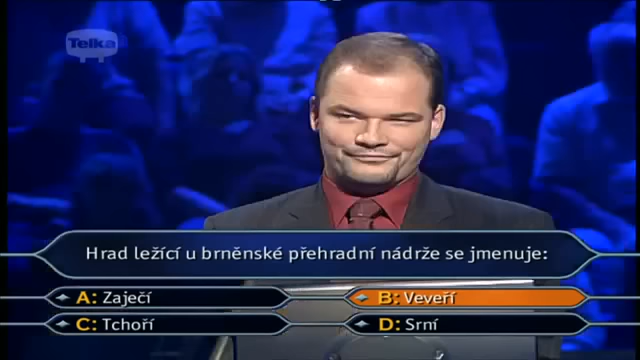 Telka
Hrad ležící u brněnské přehradní nádrže se jmenuje:
A: Zaječí
B: Veveří
C: Tchoří
D: Srní